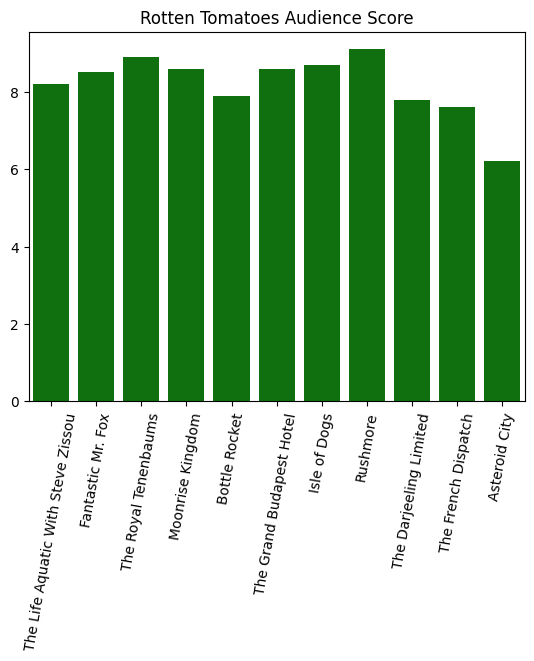 Rotten Tomatoes Audience Score
8
6
4
2
0
The Life Aquatic With Steve Zissou
Fantastic Mr. Fox
The Royal Tenenbaums
Moonrise Kingdom
Bottle Rocket
The Grand Budapest Hotel
Isle of Dogs
Rushmore
The Darjeeling Limited
The French Dispatch
Asteroid City